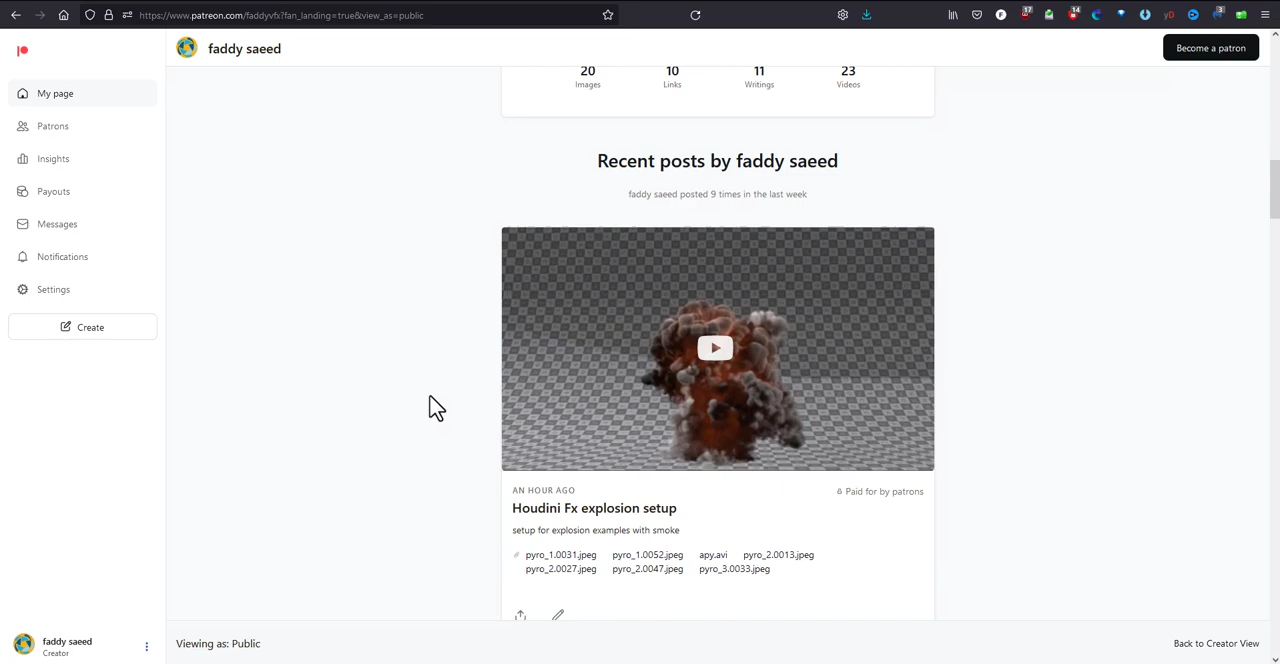 https://www.patreon.com/faddyvfx?fan_landing=true&view_as=public
17
14
yD
3
faddy saeed
Become a patron
My page
Patrons
Insights
Payouts
Messages
Notifications
Settings
Create
20
10
11
23
Images
Links
Writings
Videos
Recent posts by faddy saeed
faddy saeed posted 9 times in the last week
AN HOUR AGO
Paid for by patrons
Houdini Fx explosion setup
setup for explosion examples with smoke
pyro_1.0031.jpeg pyro_1.0052.jpeg apy.avi pyro_2.0013.jpeg
pyro_2.0027.jpeg pyro_2.0047.jpeg pyro_3.0033.jpeg
faddy saeed
Creator
Viewing as: Public
Back to Creator View